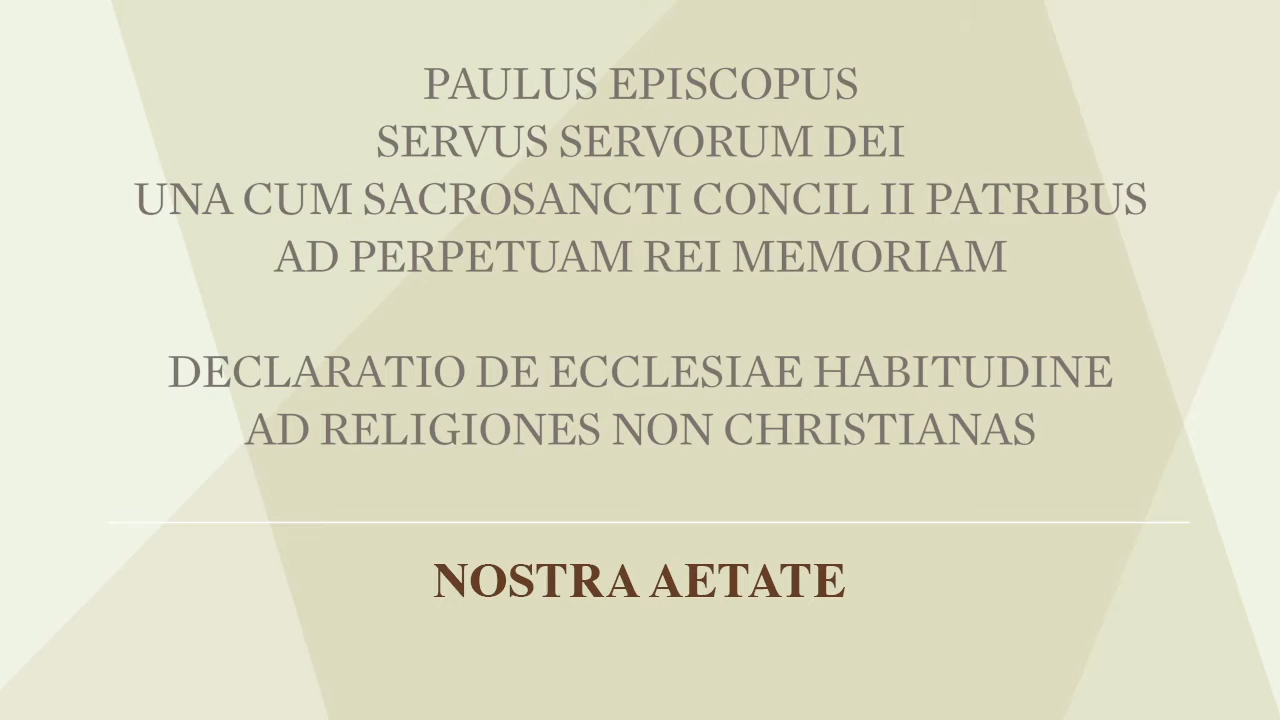 PAULUS EPISCOPUS
SERVUS SERVORUM DEI
UNA CUM SACROSANCTI CONCIL II PATRIBUS
AD PERPETUAM REI MEMORIAM
DECLARATIO DE ECCLESIAE HABITUDINE
AD RELIGIONES NON CHRISTIANAS
NOSTRA AETATE